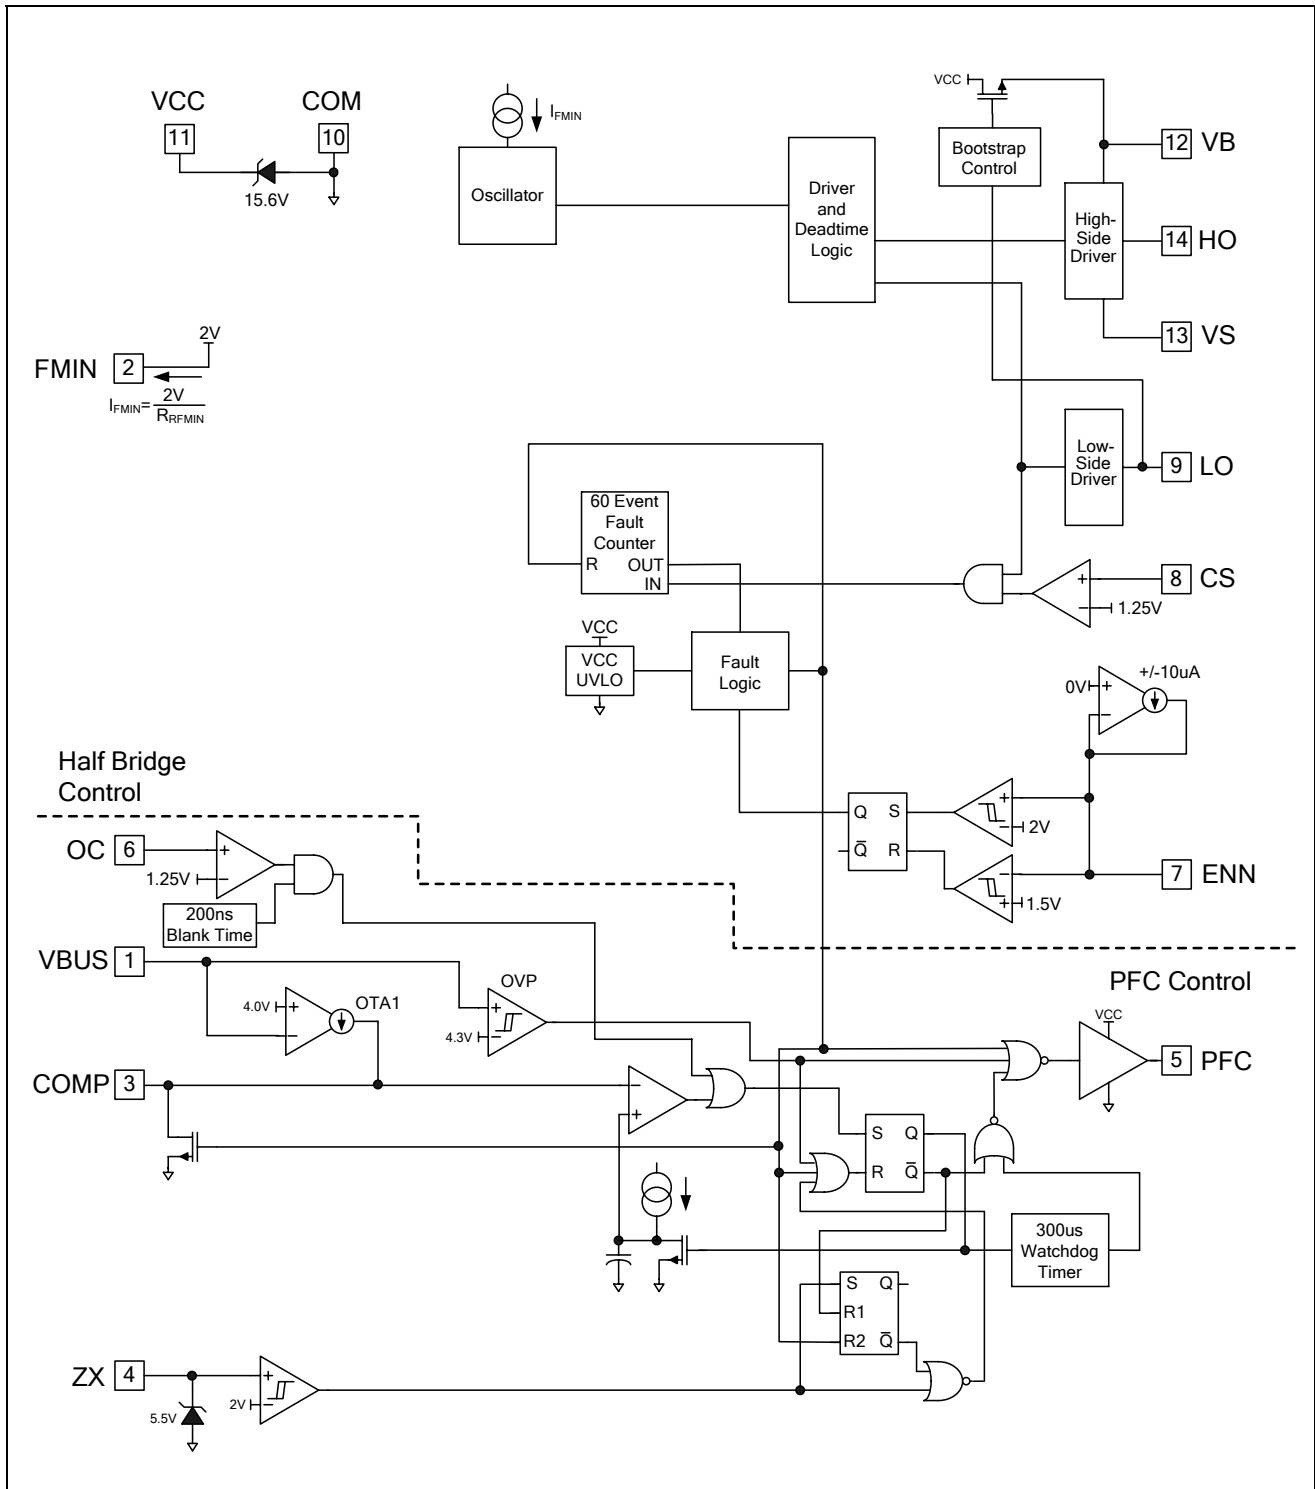 VCC
11
COM
10
15.6V
IFMIN
Oscillator
Driver
and
Deadtime
Logic
VCC
Bootstrap
Control
High-
Side
Driver
12 VB
14 HO
13 VS
FMIN 2
2V
IFMIN= 2V
RRFMIN
Low-
Side
Driver
9 LO
60 Event
Fault
Counter
R OUT
IN
+
−
8 CS
1.25V
VCC
VCC
UVLO
Fault
Logic
+/-10uA
0V +
−
Half Bridge
Control
Q S
Q̅ R
+
− 2V
−
+ 1.5V
7 ENN
OC 6
+
1.25V −
200ns
Blank Time
VBUS 1
4.0V +
−
OTA1
OVP
+
4.3V −
PFC Control
VCC
5 PFC
COMP 3
−
+
S Q
R Q̅
300us
Watchdog
Timer
S Q
R1
R2 Q̅
ZX 4
+
2V −
5.5V